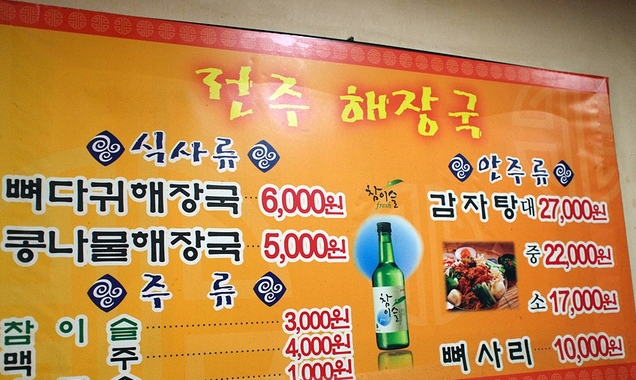 전주 해장국
식사류
뼈다귀해장국 6,000원
콩나물해장국 5,000원
주 류
참 이 슬 3,000원
맥 주 4,000원
1,000원
참이슬
fresh
참이슬
안주류
감자탕 대 27,000원
중 22,000원
소 17,000원
뼈사리 10,000원